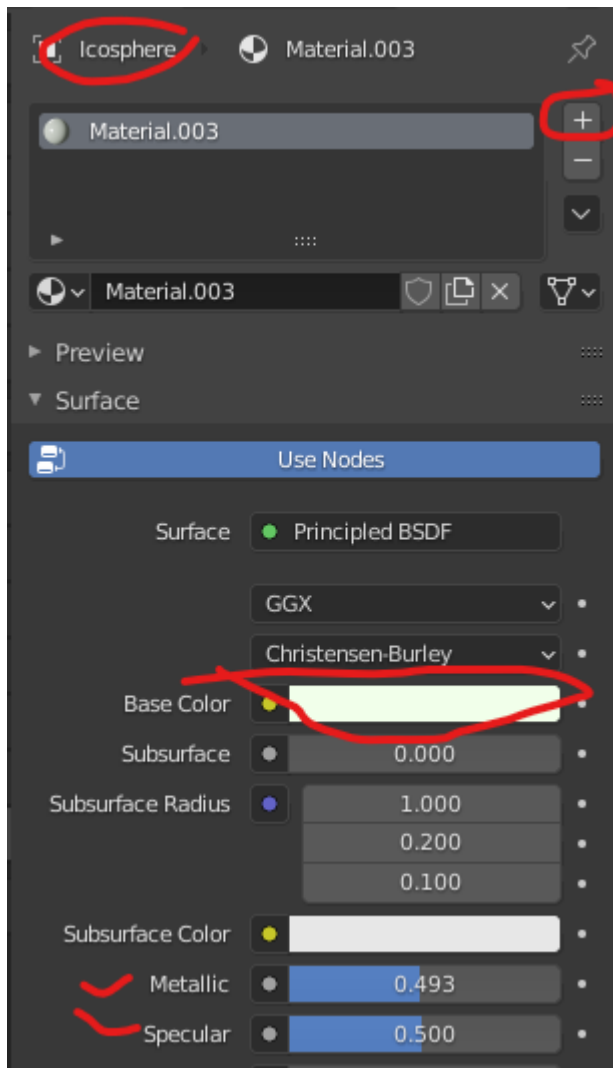 Icosphere Material.003
Material.003
Material.003
Preview
Surface
Use Nodes
Surface Principled BSDF
GGX
Christensen-Burley
Base Color
Subsurface 0.000
Subsurface Radius 1.000
0.200
0.100
Subsurface Color
Metallic 0.493
Specular 0.500